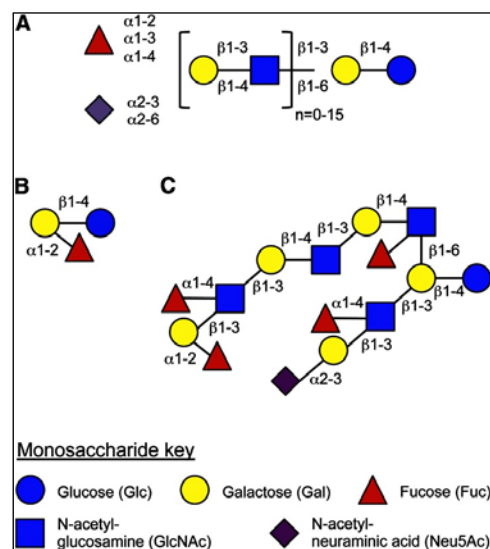 A
α1–2
α1–3
α1–4
α2–3
α2–6
β1–3
β1–4
β1–3
β1–6
β1–4
n=0-15
B
β1–4
α1–2
C
β1–4
β1–3
β1–4
β1–6
β1–3
β1–4
α1–4
β1–3
α1–4
β1–3
β1–3
α1–2
α2–3
Monosaccharide key
Glucose (Glc)
Galactose (Gal)
Fucose (Fuc)
N-acetyl-
glucosamine (GlcNAc)
N-acetyl-
neuraminic acid (Neu5Ac)